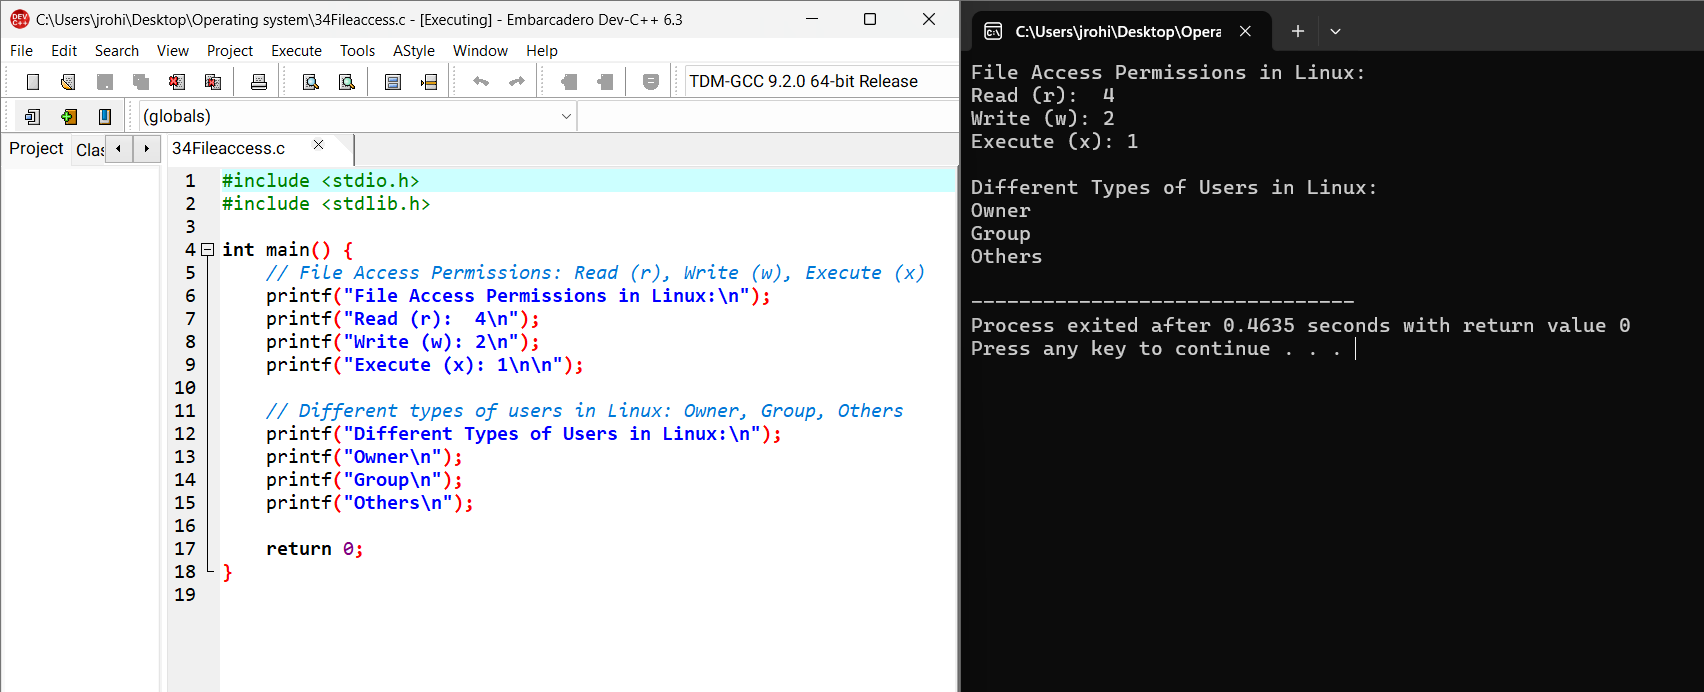 C:\Users\jrohi\Desktop\Operating system\34Fileaccess.c - [Executing] - Embarcadero Dev-C++ 6.3
File Edit Search View Project Execute Tools AStyle Window Help
TDM-GCC 9.2.0 64-bit Release
(globals)
Project Clas 34Fileaccess.c
1 #include <stdio.h>
2 #include <stdlib.h>
3
4 int main() {
5 // File Access Permissions: Read (r), Write (w), Execute (x)
6 printf("File Access Permissions in Linux:\n");
7 printf("Read (r):  4\n");
8 printf("Write (w): 2\n");
9 printf("Execute (x): 1\n\n");
10
11 // Different types of users in Linux: Owner, Group, Others
12 printf("Different Types of Users in Linux:\n");
13 printf("Owner\n");
14 printf("Group\n");
15 printf("Others\n");
16
17 return 0;
18 }
19
C:\Users\jrohi\Desktop\Opera
File Access Permissions in Linux:
Read (r):  4
Write (w): 2
Execute (x): 1
Different Types of Users in Linux:
Owner
Group
Others
--------------------------------
Process exited after 0.4635 seconds with return value 0
Press any key to continue . . .